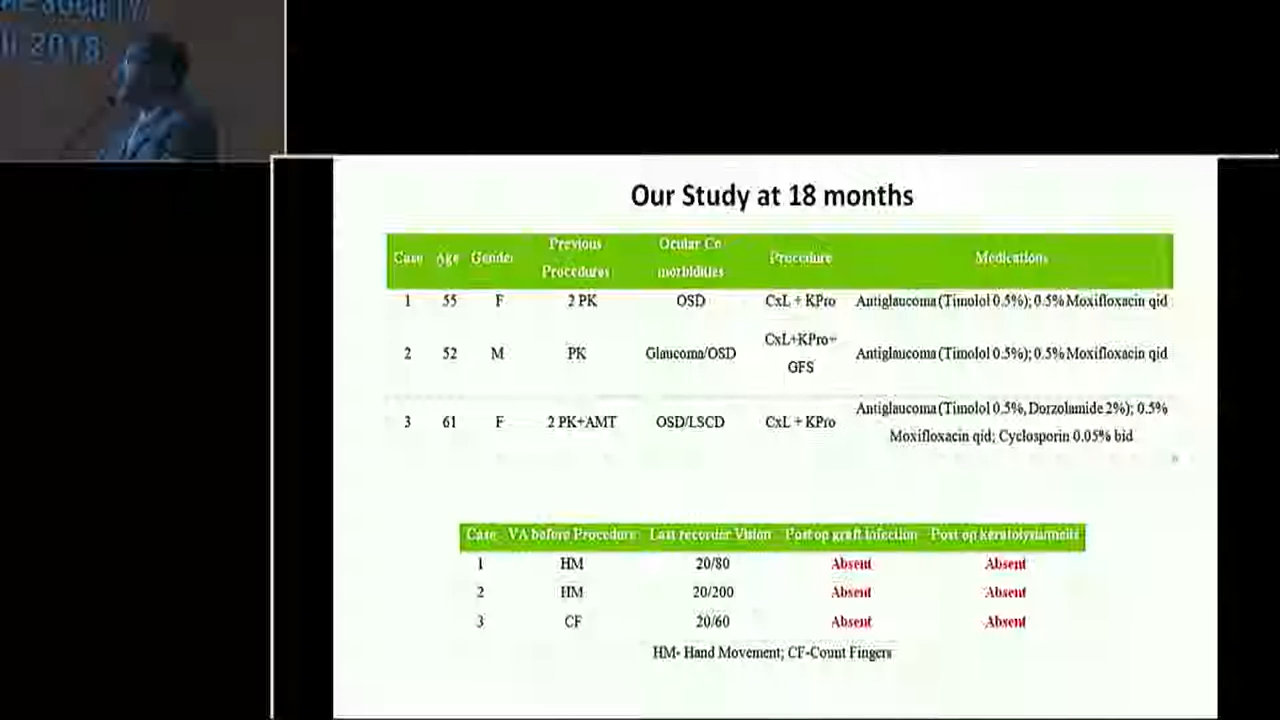 2018
Our Study at 18 months
Case Age Gender Previous Procedures Ocular Co morbidities Procedure Medications
1 55 F 2 PK OSD CxL + KPro Antiglaucoma (Timolol 0.5%); 0.5% Moxifloxacin qid
2 52 M PK Glaucoma/OSD CxL+KPro+ GFS Antiglaucoma (Timolol 0.5%); 0.5% Moxifloxacin qid
3 61 F 2 PK+AMT OSD/LSCD CxL + KPro Antiglaucoma (Timolol 0.5%, Dorzolamide 2%); 0.5% Moxifloxacin qid; Cyclosporin 0.05% bid
Case VA before Procedure Last recorder Vision Post op graft infection Post op
1 HM 20/80 Absent Absent
2 HM 20/200 Absent Absent
3 CF 20/60 Absent Absent
HM- Hand Movement; CF-Count Fingers